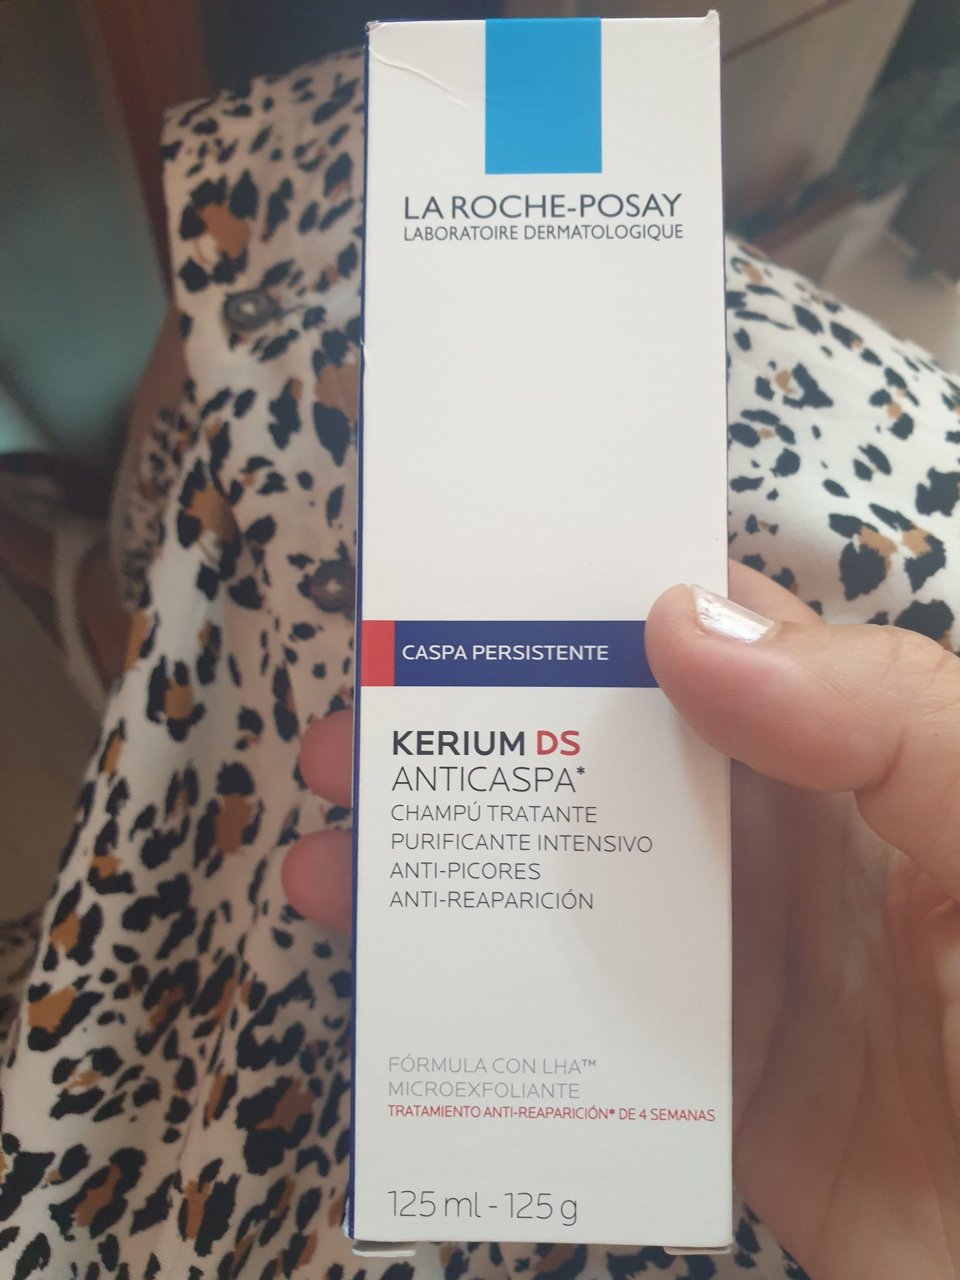 LA ROCHE-POSAY
LABORATOIRE DERMATOLOGIQUE
CASPA PERSISTENTE
KERIUM DS
ANTICASPA*
CHAMPÚ TRATANTE
PURIFICANTE INTENSIVO
ANTI-PICORES
ANTI-REAPARICIÓN
FÓRMULA CON LHA™
MICROEXFOLIANTE
TRATAMIENTO ANTI-REAPARICIÓN* DE 4 SEMANAS
125 ml - 125 g